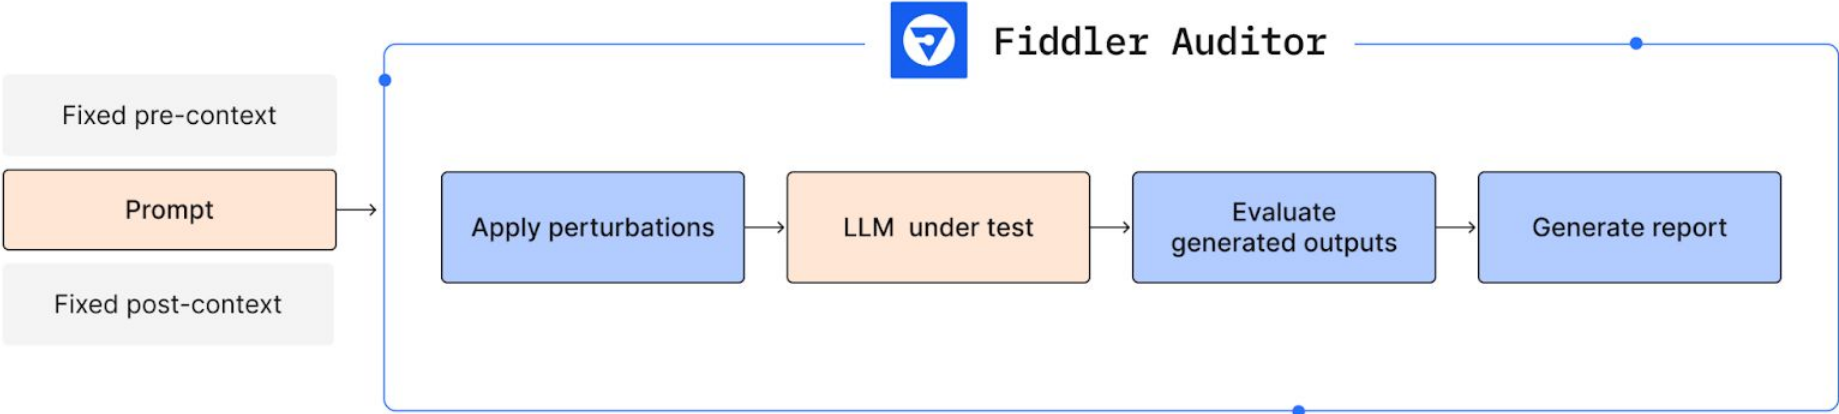 Fiddler Auditor
Fixed pre-context
Prompt
Fixed post-context
Apply perturbations
LLM under test
Evaluate
generated outputs
Generate report